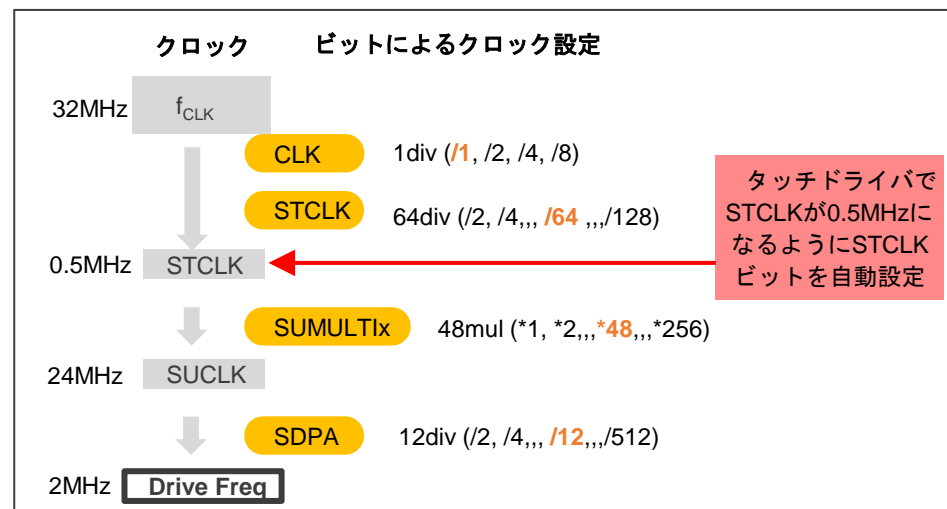 クロック ビットによるクロック設定
32MHz fCLK
CLK 1div (/1, /2, /4, /8)
STCLK 64div (/2, /4,,, /64 ,,,/128)
タッチドライバで
STCLKが0.5MHzに
なるようにSTCLK
ビットを自動設定
0.5MHz STCLK
SUMULTIx 48mul (*1, *2,,,*48,,,*256)
24MHz SUCLK
SDPA 12div (/2, /4,,, /12,,,/512)
2MHz Drive Freq